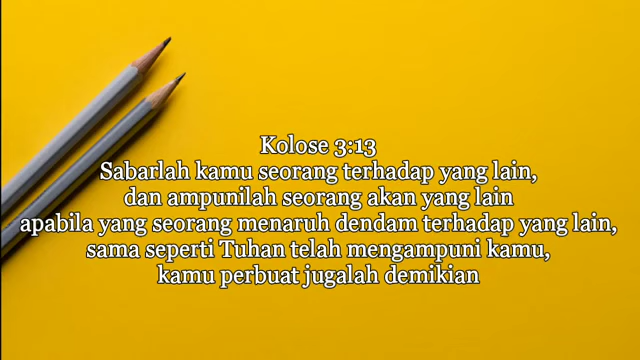 Kolose 3:13
Sabarlah kamu seorang terhadap yang lain,
dan ampunilah seorang akan yang lain
apabila yang seorang menaruh dendam terhadap yang lain,
sama seperti Tuhan telah mengampuni kamu,
kamu perbuat jugalah demikian